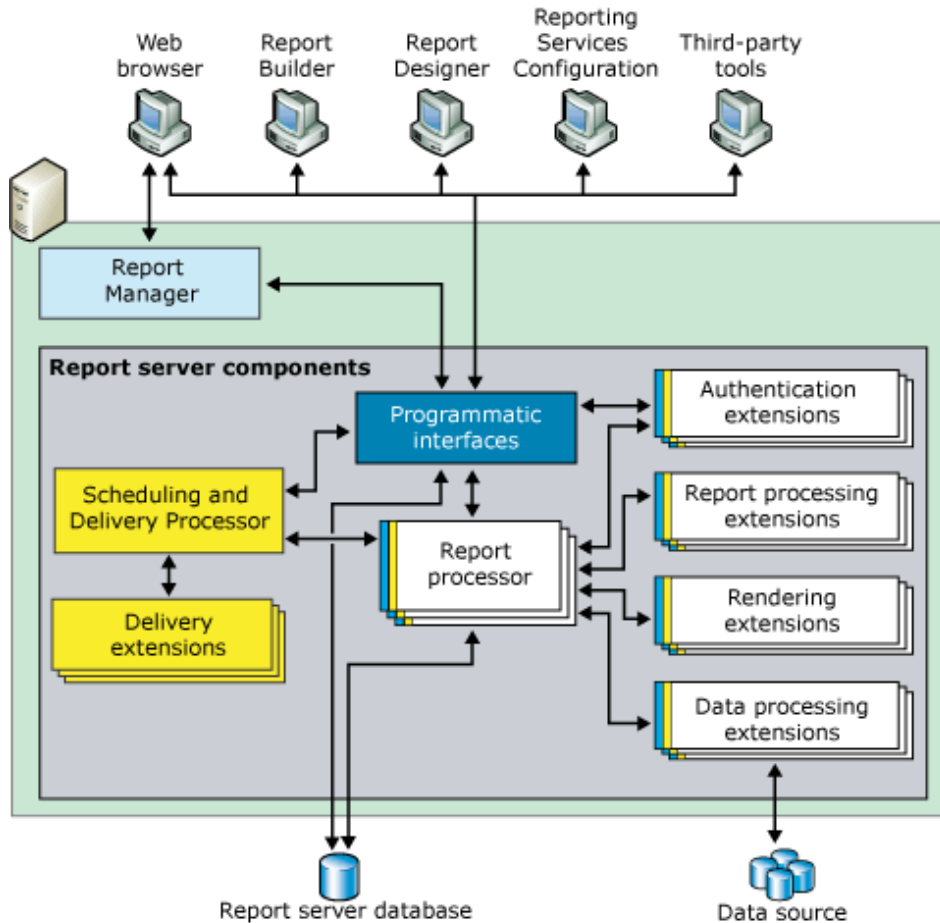 Web
browser
Report
Builder
Report
Designer
Reporting
Services
Configuration
Third-party
tools
Report
Manager
Report server components
Programmatic
interfaces
Authentication
extensions
Scheduling and
Delivery Processor
Report processing
extensions
Report
processor
Delivery
extensions
Rendering
extensions
Data processing
extensions
Report server database
Data source